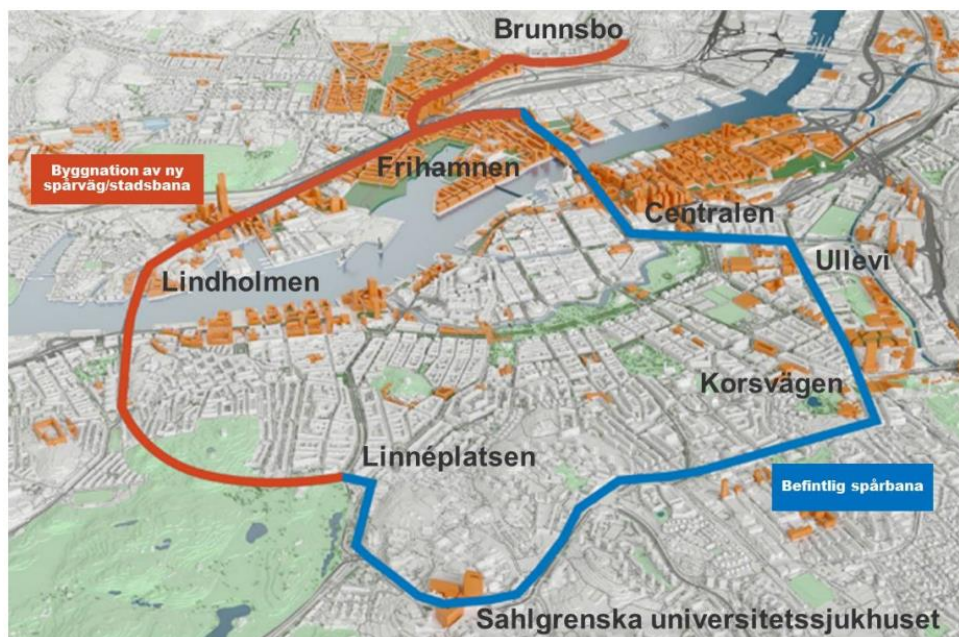 Brunnsbo
Byggnation av ny
spårväg/stadsbana
Frihamnen
Centralen
Ullevi
Lindholmen
Korsvägen
Linnéplatsen
Befintlig spårbana
Sahlgrenska universitetssjukhuset